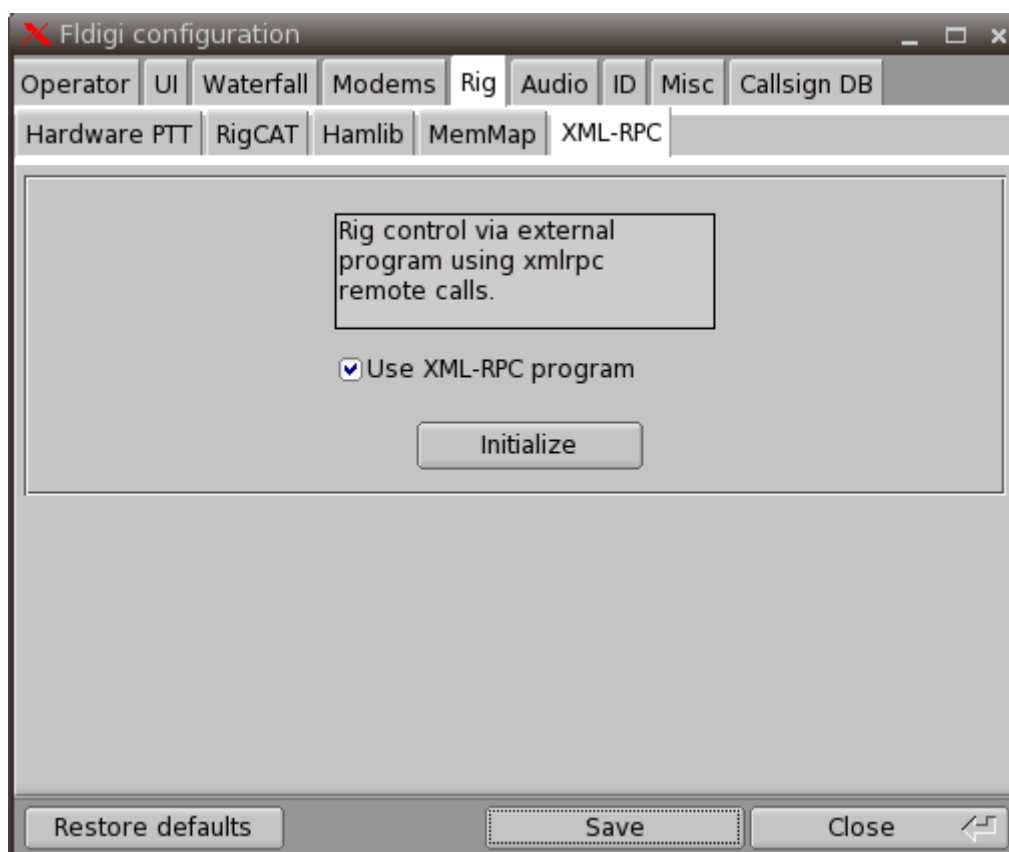 Fldigi configuration
Operator UI Waterfall Modems Rig Audio ID Misc Callsign DB
Hardware PTT RigCAT Hamlib MemMap XML-RPC
Rig control via external
program using xmlrpc
remote calls.
Use XML-RPC program
Initialize
Restore defaults Save Close